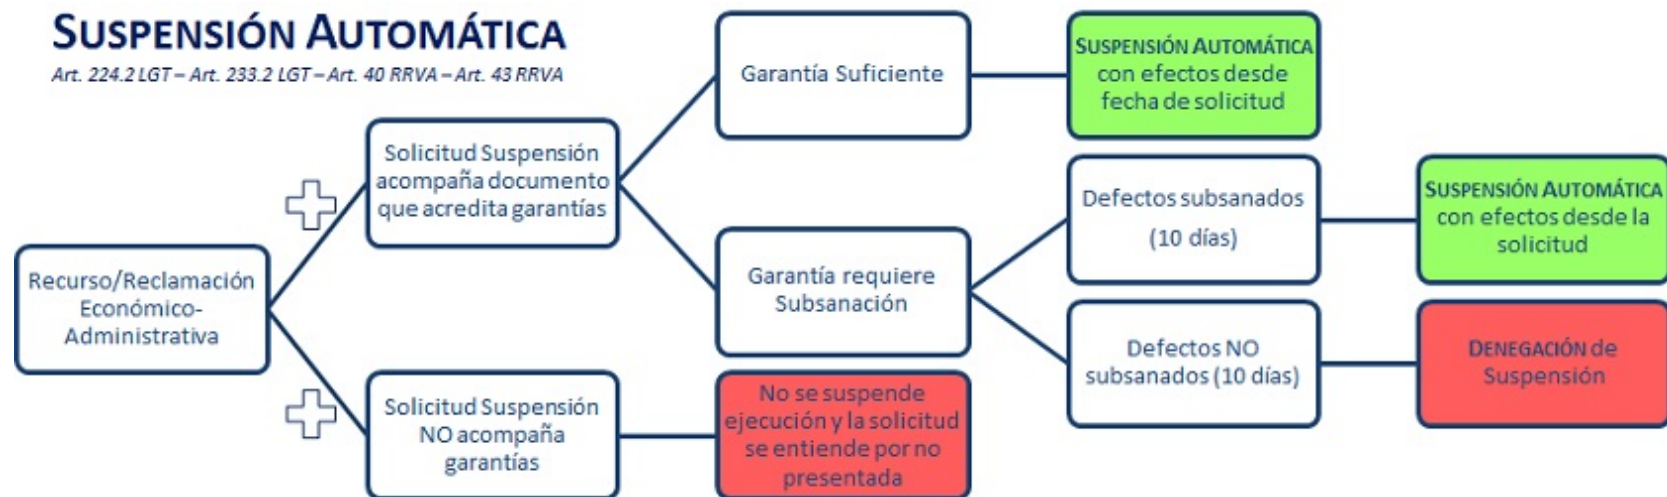 SUSPENSIÓN AUTOMÁTICA
Art. 224.2 LGT – Art. 233.2 LGT – Art. 40 RRVA – Art. 43 RRVA
Recurso/Reclamación
Económico-
Administrativa
Solicitud Suspensión
acompaña documento
que acredita garantías
Garantía Suficiente
SUSPENSIÓN AUTOMÁTICA
con efectos desde
fecha de solicitud
Garantía requiere
Subsanación
Defectos subsanados
(10 días)
SUSPENSIÓN AUTOMÁTICA
con efectos desde la
solicitud
Defectos NO
subsanados (10 días)
DENEGACIÓN de
Suspensión
Solicitud Suspensión
NO acompaña
garantías
No se suspende
ejecución y la solicitud
se entiende por no
presentada